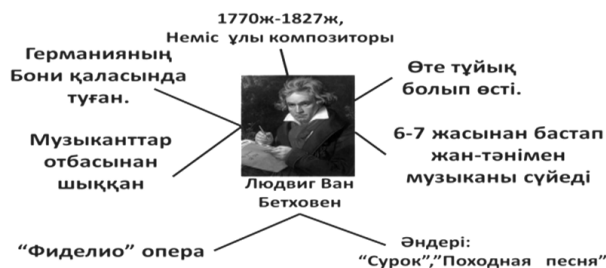 1770ж-1827ж,
Неміс ұлы композиторы
Германияның
Бони қаласында
туған.
Өте тұйық
болып өсті.
Музыканттар
отбасынан
шыққан
6-7 жасынан бастап
жан-тәнімен
музыканы сүйеді
Людвиг Ван
Бетховен
“Фиделио” опера
Әндері:
“Сурок”,”Походная песня”